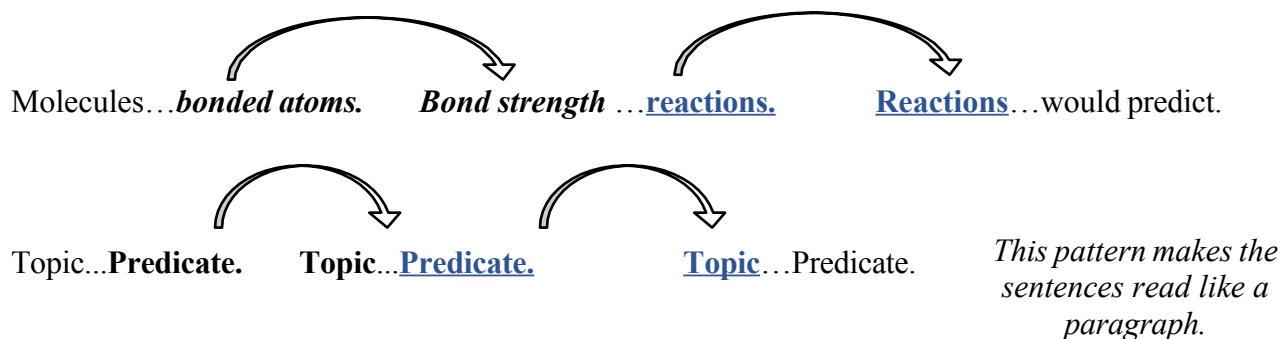 Molecules…bonded atoms. Bond strength …reactions. Reactions…would predict.
Topic...Predicate. Topic...Predicate. Topic…Predicate.
This pattern makes the
sentences read like a
paragraph.